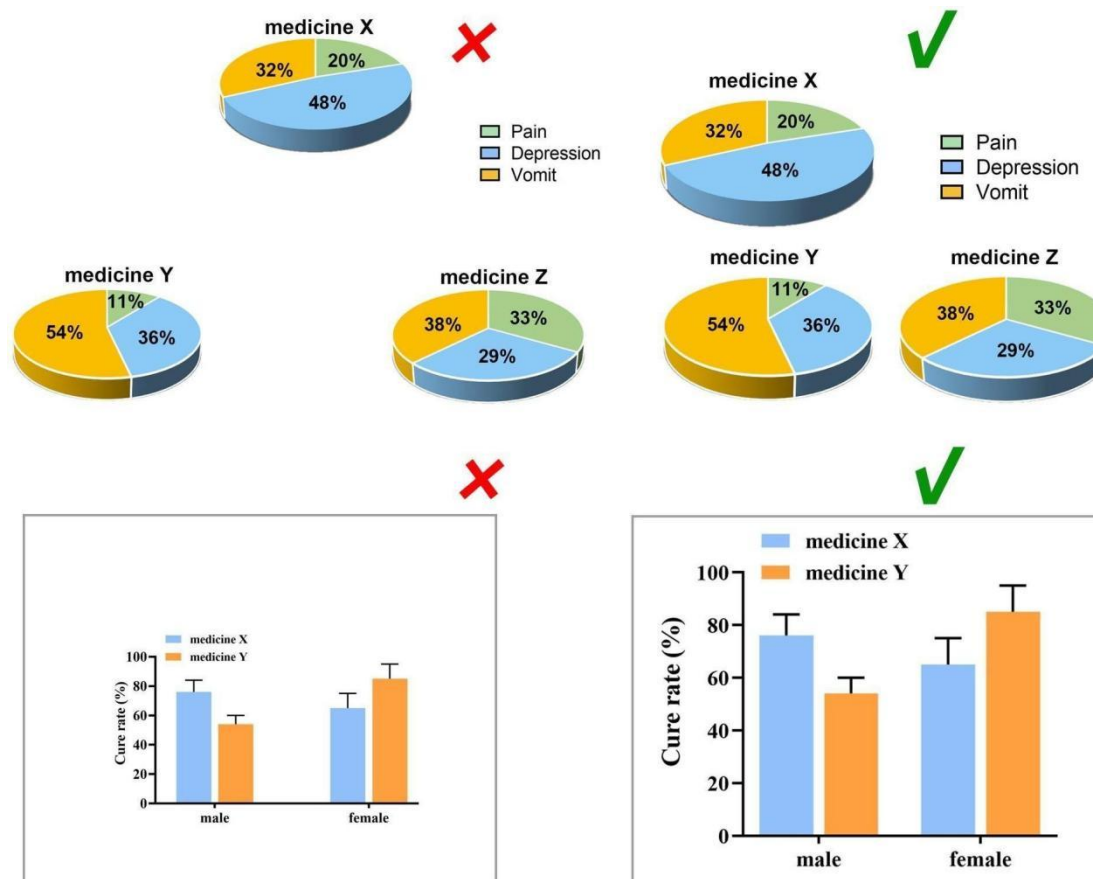 medicine X
32%
20%
48%
Pain
Depression
Vomit
medicine Y
11%
54%
36%
medicine Z
38%
33%
29%
medicine X
32%
20%
48%
Pain
Depression
Vomit
medicine Y
11%
54%
36%
medicine Z
38%
33%
29%
medicine X
medicine Y
100
80
60
40
20
0
Cure rate (%)
male
female
medicine X
medicine Y
100
80
60
40
20
0
Cure rate (%)
male
female